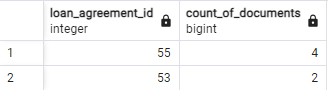 loan_agreement_id count_of_documents
integer bigint
1 55 4
2 53 2